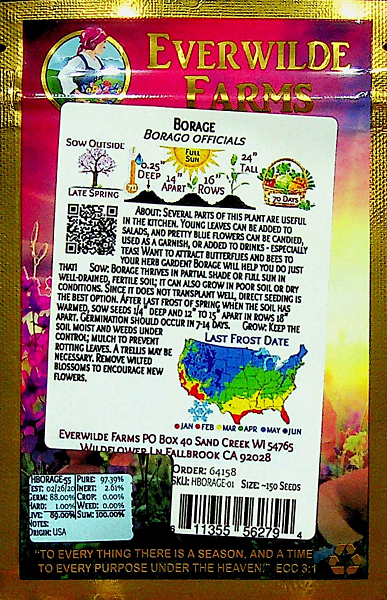 EVERWILDE
FARMS
BORAGE
BORAGO OFFICIALS
SOW OUTSIDE
LATE SPRING
70
0.25"
DEEP
FULL
SUN
14"
APART
16"
ROWS
24"
TALL
70 DAYS
ABOUT: SEVERAL PARTS OF THIS PLANT ARE USEFUL
IN THE KITCHEN. YOUNG LEAVES CAN BE ADDED TO
SALADS, AND PRETTY BLUE FLOWERS CAN BE CANDIED,
USED AS A GARNISH, OR ADDED TO DRINKS - ESPECIALLY
TEAS! WANT TO ATTRACT BUTTERFLIES AND BEES TO
YOUR HERB GARDEN? BORAGE WILL HELP YOU DO JUST
THAT! SOW: BORAGE THRIVES IN PARTIAL SHADE OR FULL SUN IN
WELL-DRAINED, FERTILE SOIL; IT CAN ALSO GROW IN POOR SOIL OR DRY
CONDITIONS. SINCE IT DOES NOT TRANSPLANT WELL, DIRECT SEEDING IS
THE BEST OPTION. AFTER LAST FROST OF SPRING WHEN THE SOIL HAS
WARMED, SOW SEEDS 1/4" DEEP AND 12" TO 15" APART IN ROWS 18"
APART. GERMINATION SHOULD OCCUR IN 7-14 DAYS. GROW: KEEP THE
SOIL MOIST AND WEEDS UNDER
CONTROL; MULCH TO PREVENT
ROTTING LEAVES. A TRELLIS MAY BE
NECESSARY. REMOVE WILTED
BLOSSOMS TO ENCOURAGE NEW
FLOWERS.
LAST FROST DATE
JAN FEB MAR APR MAY JUN
EVERWILDE FARMS PO BOX 40 SAND CREEK WI 54765
WILDFLOWER LN FALLBROOK CA 92028
ORDER: 64158
SKU: HBORAGE-01 SIZE: ~150 SEEDS
HBORAGE-55 PURE: 97.39%
TEST: 02/26/20 INERT: 2.61%
GERM: 88.00% CROP: 0.00%
HARD: 1.00% WEED: 0.00%
LIVE: 89.00% SUM: 100.00%
NOTES:
ORIGIN: USA
8 11355 56279 4
"TO EVERY THING THERE IS A SEASON, AND A TIME
TO EVERY PURPOSE UNDER THE HEAVEN:" ECC 3:1